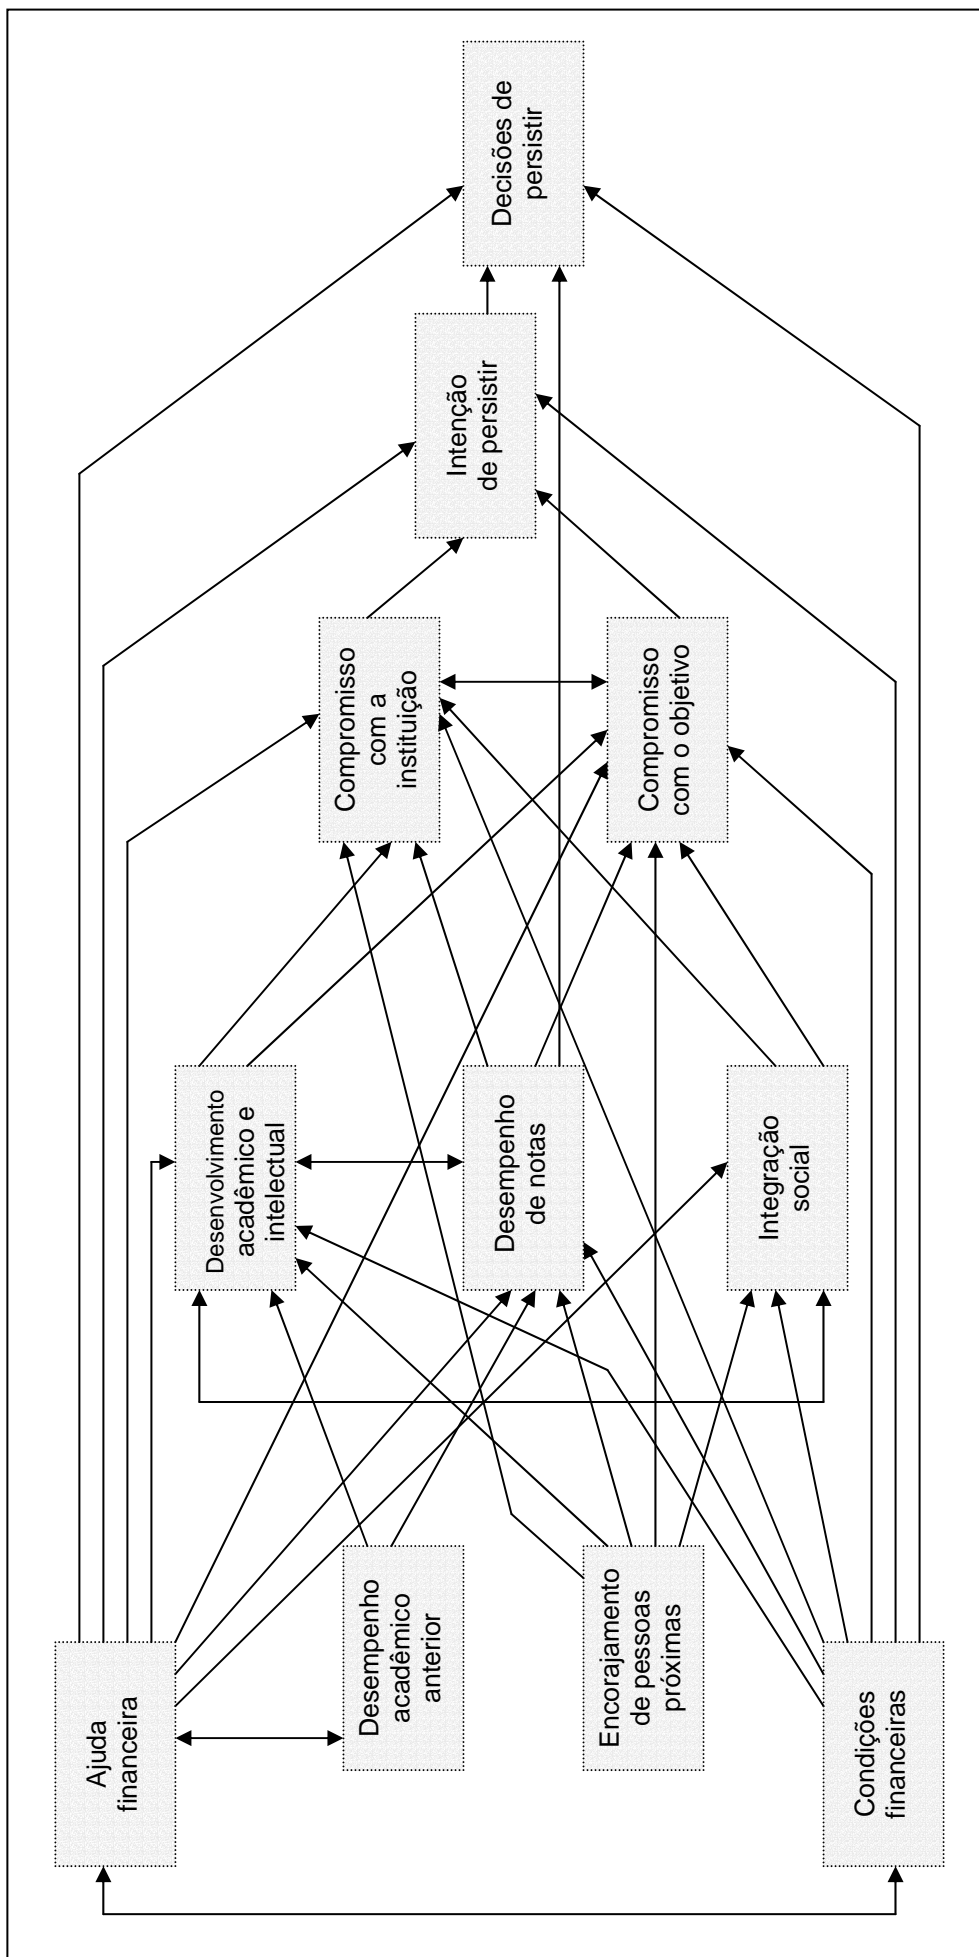 Ajuda
financeira
Desempenho
acadêmico
anterior
Encorajamento
de pessoas
próximas
Condições
financeiras
Desenvolvimento
acadêmico e
intelectual
Desempenho
de notas
Integração
social
Compromisso
com a
instituição
Compromisso
com o objetivo
Intenção
de persistir
Decisões de
persistir